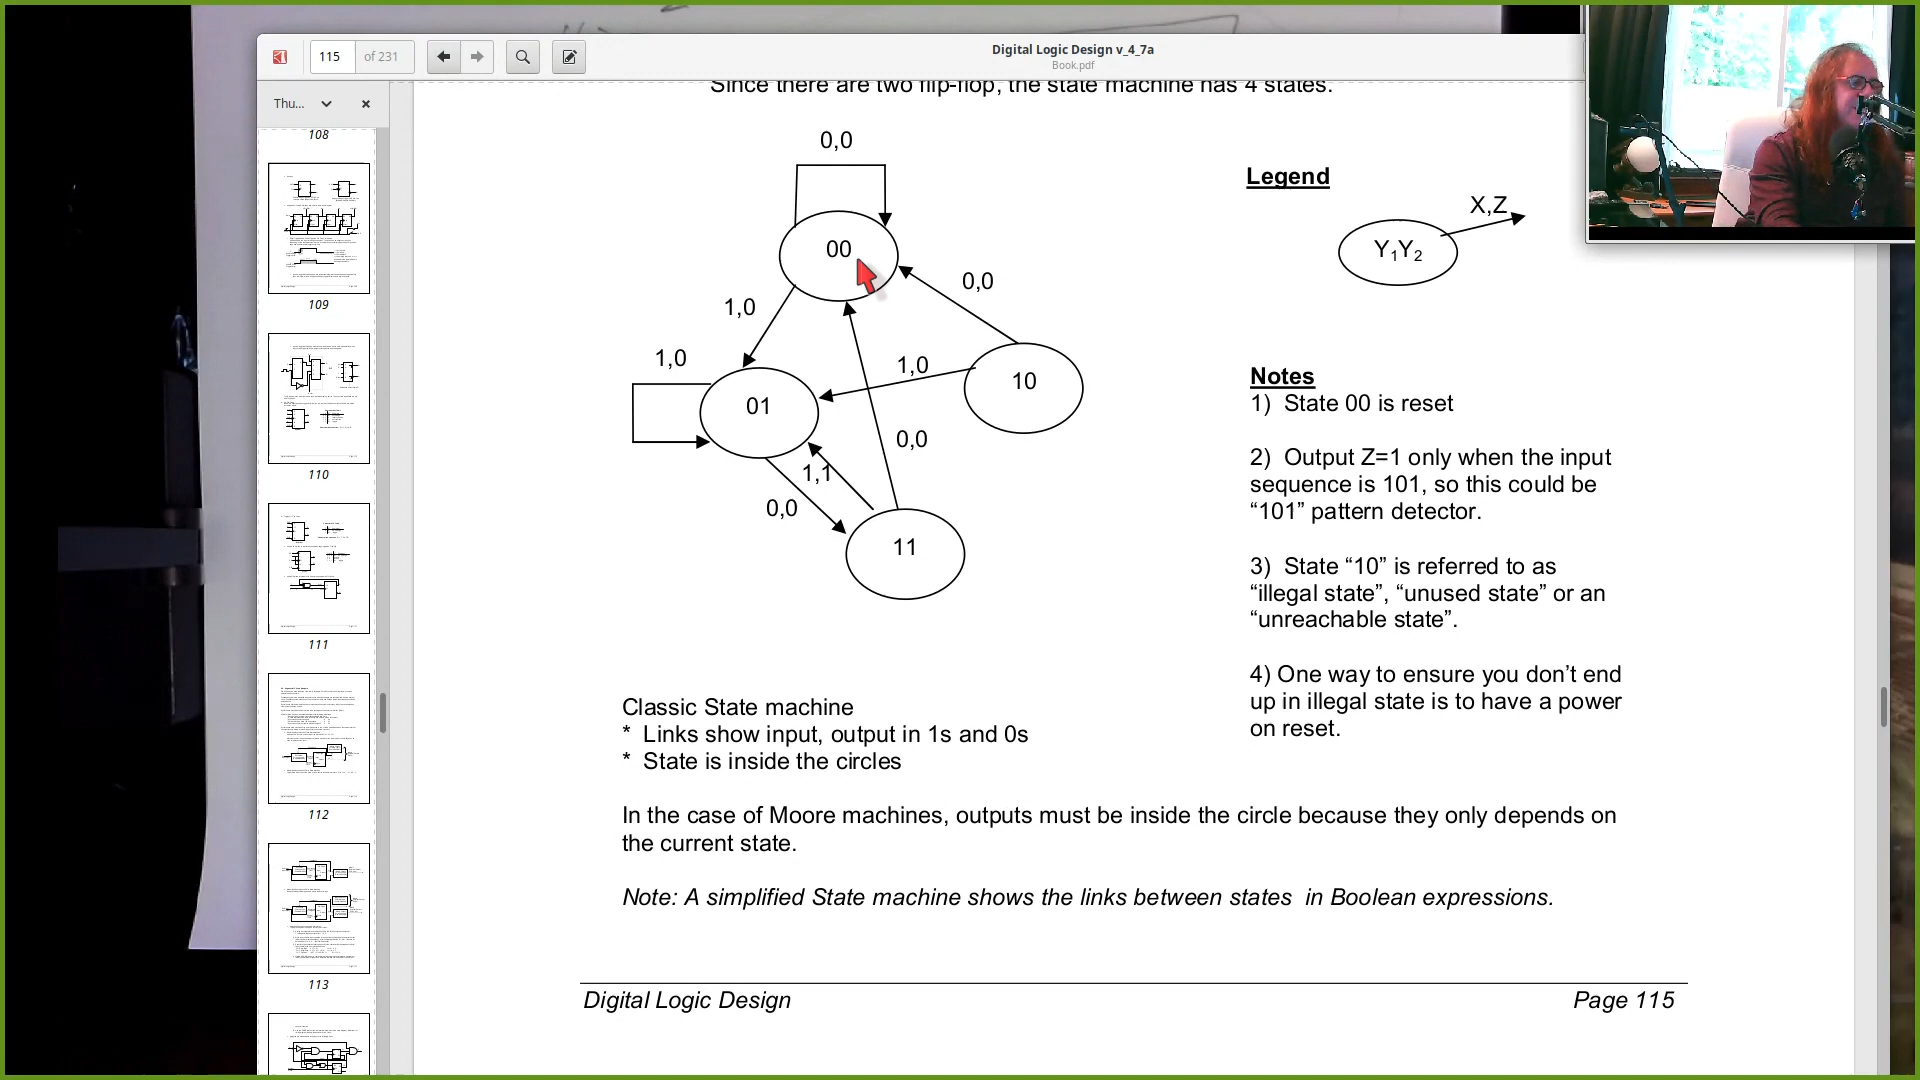 115 of 231
Digital Logic Design v_4_7a
Book.pdf
Thu...
108
109
110
111
112
113
Since there are two flip-flop, the state machine has 4 states.
0,0
00
1,0
0,0
1,0
1,0
01
10
0,0
1,1
0,0
11
Legend
X,Z
Y1Y2
Notes
1) State 00 is reset
2) Output Z=1 only when the input
sequence is 101, so this could be
“101” pattern detector.
3) State “10” is referred to as
“illegal state”, “unused state” or an
“unreachable state”.
4) One way to ensure you don’t end
up in illegal state is to have a power
on reset.
Classic State machine
* Links show input, output in 1s and 0s
* State is inside the circles
In the case of Moore machines, outputs must be inside the circle because they only depends on
the current state.
Note: A simplified State machine shows the links between states in Boolean expressions.
Digital Logic Design
Page 115